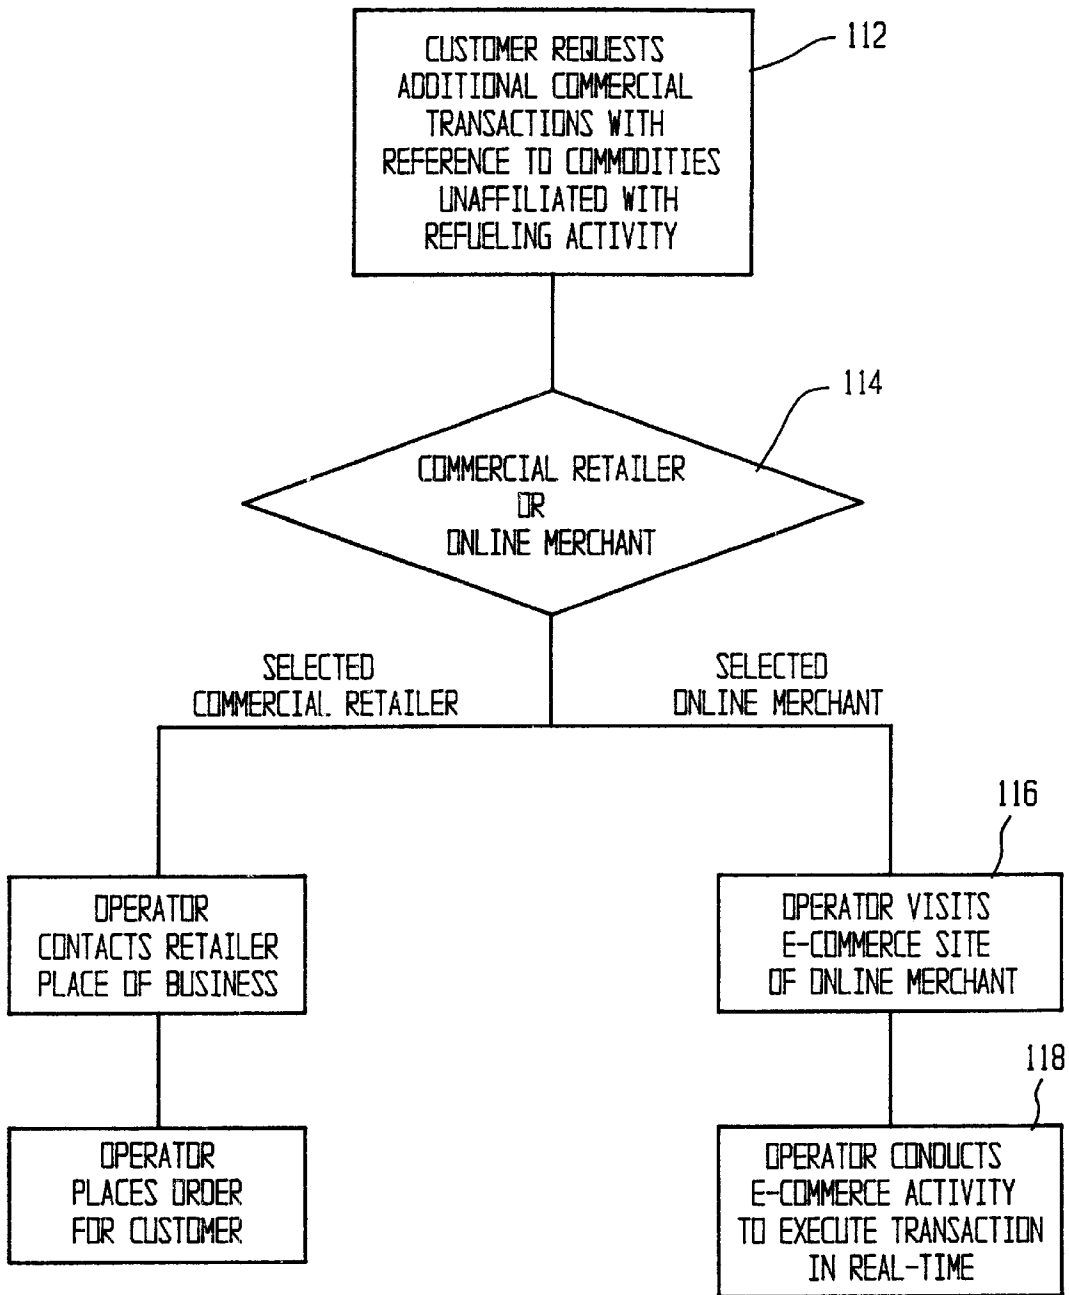 112
CUSTOMER REQUESTS
ADDITIONAL COMMERCIAL
TRANSACTIONS WITH
REFERENCE TO COMMODITIES
UNAFFILIATED WITH
REFUELING ACTIVITY
114
COMMERCIAL RETAILER
OR
ONLINE MERCHANT
SELECTED
COMMERCIAL RETAILER
SELECTED
ONLINE MERCHANT
OPERATOR
CONTACTS RETAILER
PLACE OF BUSINESS
OPERATOR
PLACES ORDER
FOR CUSTOMER
116
OPERATOR VISITS
E-COMMERCE SITE
OF ONLINE MERCHANT
118
OPERATOR CONDUCTS
E-COMMERCE ACTIVITY
TO EXECUTE TRANSACTION
IN REAL-TIME